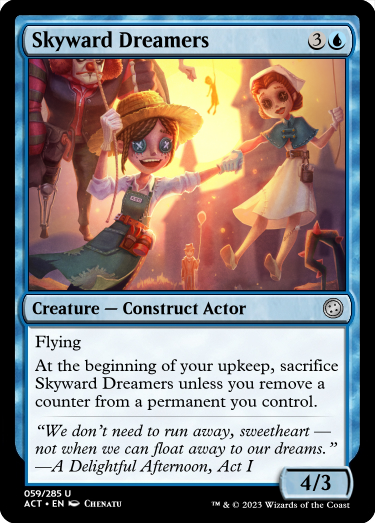 Skyward Dreamers 3
Creature — Construct Actor
Flying
At the beginning of your upkeep, sacrifice
Skyward Dreamers unless you remove a
counter from a permanent you control.
“We don’t need to run away, sweetheart —
not when we can float away to our dreams.”
—A Delightful Afternoon, Act I
4/3
059/285 U
ACT • EN Chenatu
™ & © 2023 Wizards of the Coast